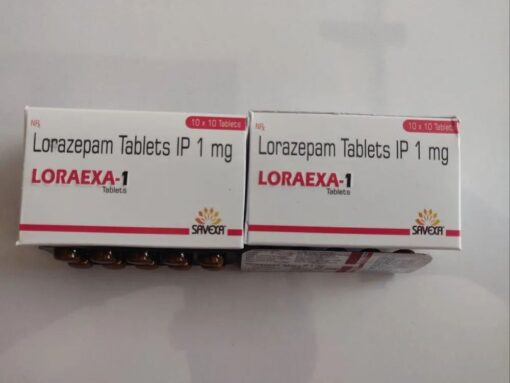 NRx
10 x 10 Tablets
Lorazepam Tablets IP 1 mg
LORAEXA-1
Tablets
SAVEXA
NRx
10 x 10 Tablets
Lorazepam Tablets IP 1 mg
LORAEXA-1
Tablets
SAVEXA